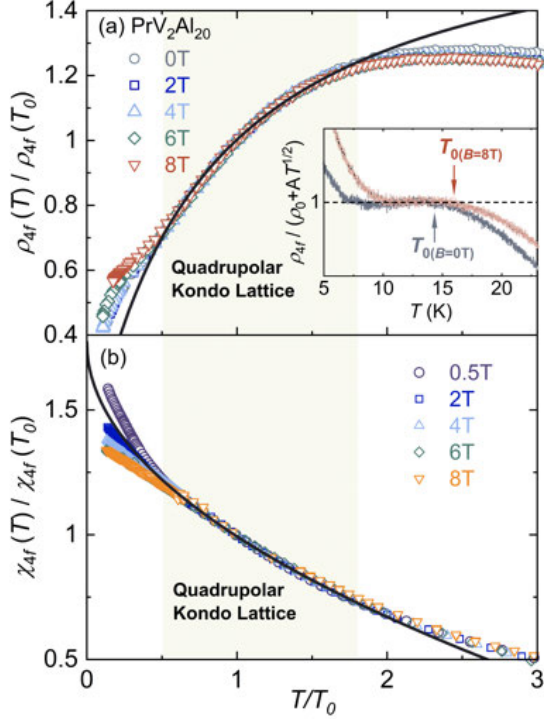 (a) PrV₂Al₂₀
0T
2T
4T
6T
8T
ρ₄f(T) / ρ₄f(T₀)
1.4
1.2
1.0
0.8
0.6
0.4
Quadrupolar
Kondo Lattice
ρ₄f / (ρ₀+AT^1/2)
1
T₀(B=8T)
T₀(B=0T)
5 10 15 20
T (K)
(b)
0.5T
2T
4T
6T
8T
χ₄f(T) / χ₄f(T₀)
1.5
1
0.5
Quadrupolar
Kondo Lattice
0 1 2 3
T/T₀